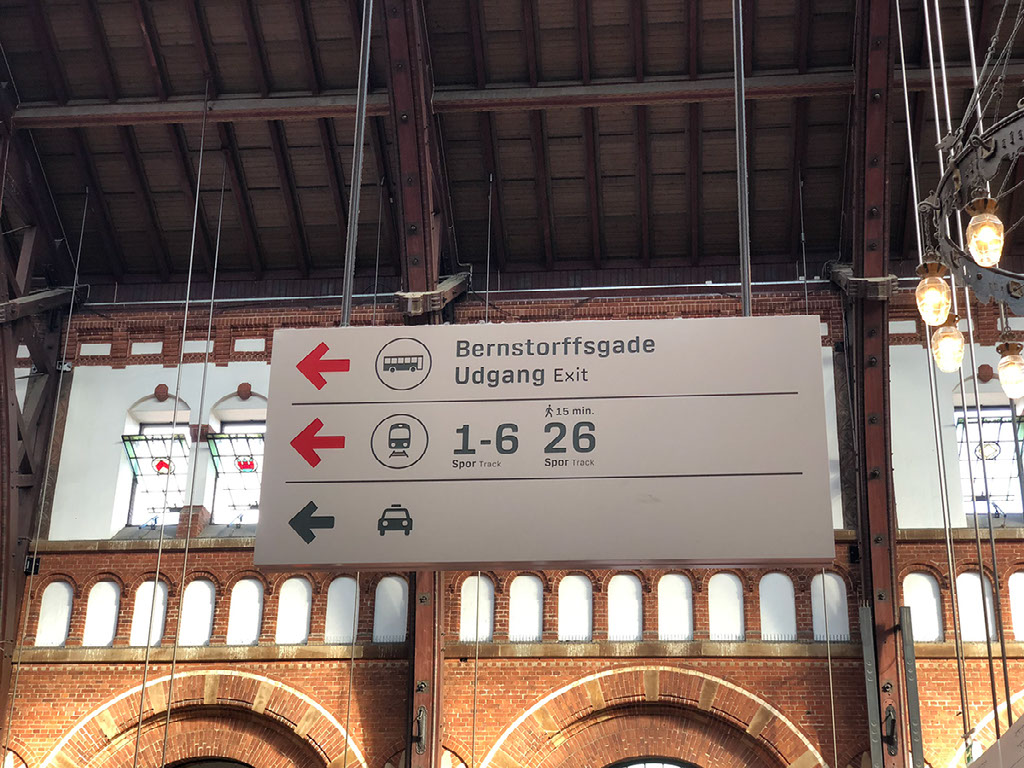 Bernstorffsgade
Udgang Exit
15 min.
1-6 26
Spor Track Spor Track